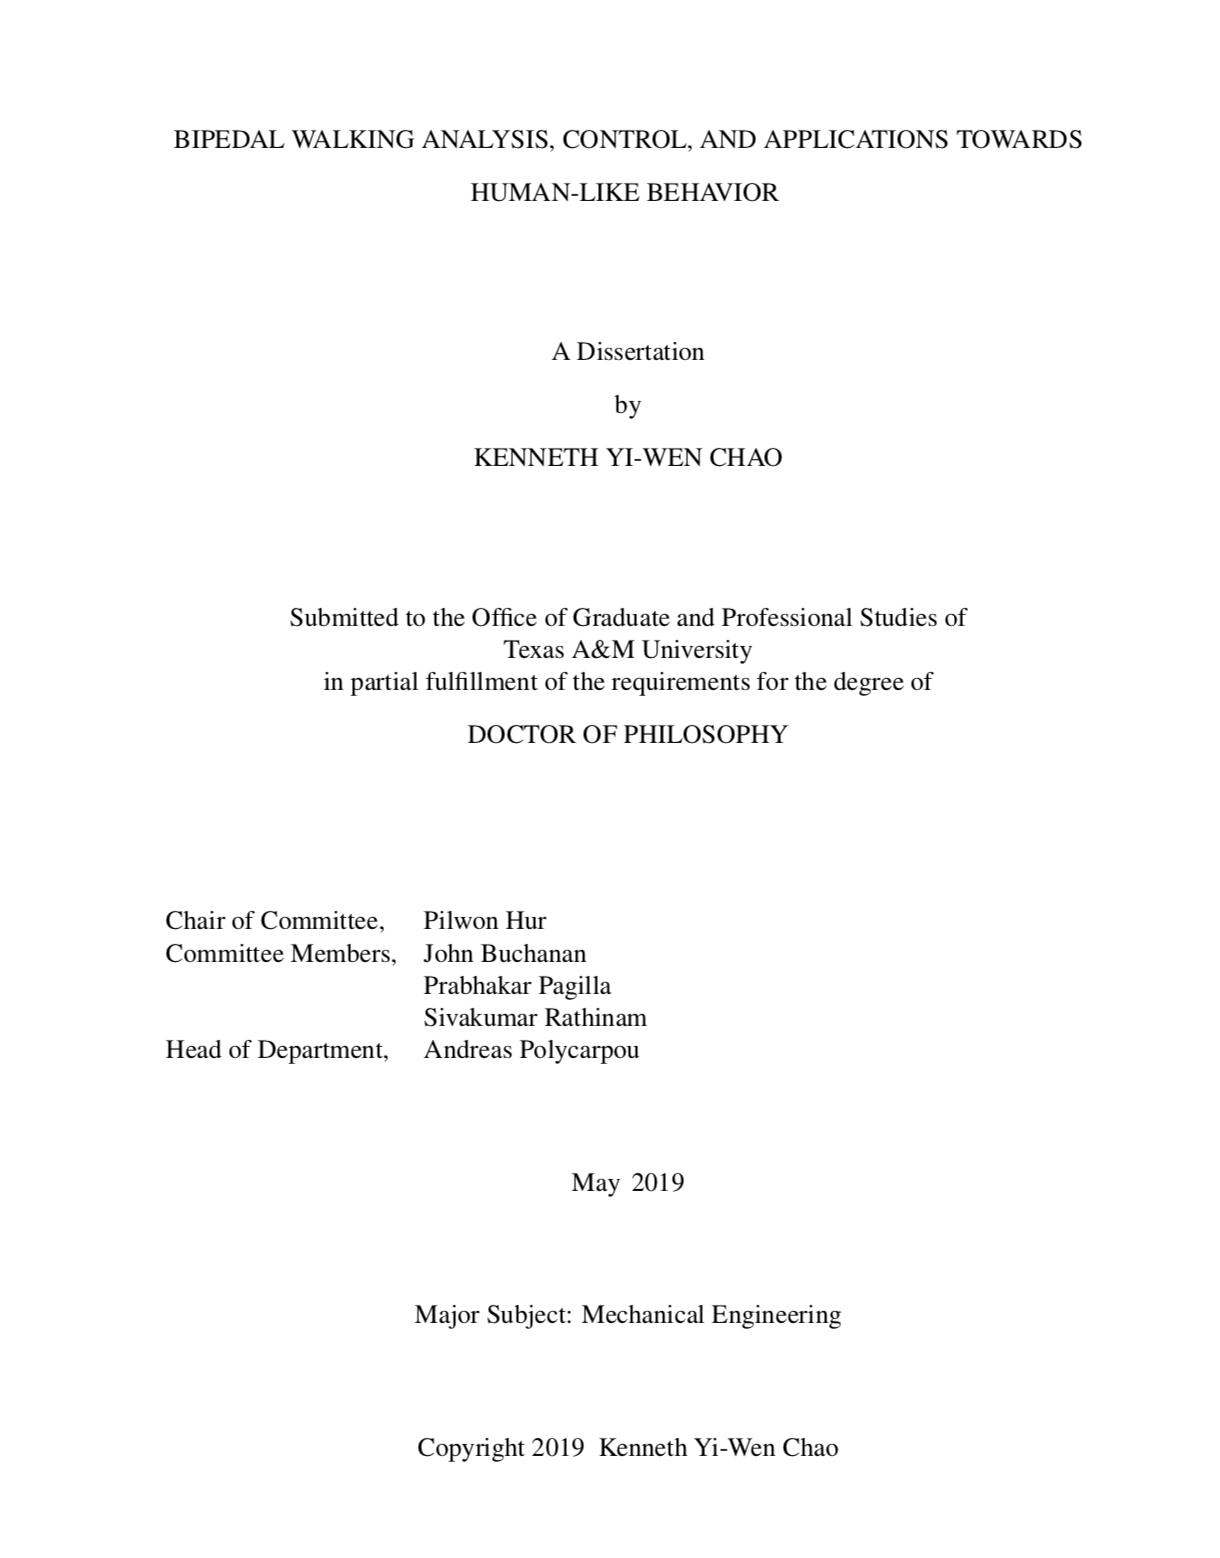 BIPEDAL WALKING ANALYSIS, CONTROL, AND APPLICATIONS TOWARDS
HUMAN-LIKE BEHAVIOR
A Dissertation
by
KENNETH YI-WEN CHAO
Submitted to the Office of Graduate and Professional Studies of
Texas A&M University
in partial fulfillment of the requirements for the degree of
DOCTOR OF PHILOSOPHY
Chair of Committee, Pilwon Hur
Committee Members, John Buchanan
Prabhakar Pagilla
Sivakumar Rathinam
Head of Department, Andreas Polycarpou
May 2019
Major Subject: Mechanical Engineering
Copyright 2019 Kenneth Yi-Wen Chao